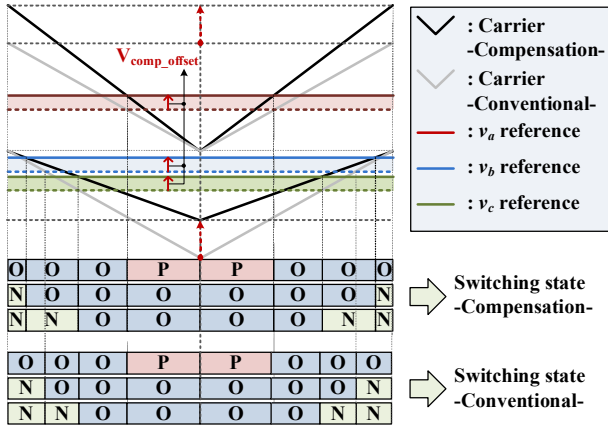 V_comp_offset
: Carrier
-Compensation-
: Carrier
-Conventional-
: v_a reference
: v_b reference
: v_c reference
O O O P P O O O
N O O O O O O N
N N O O O O N N
Switching state
-Compensation-
O O O P P O O O
N O O O O O O N
N N O O O O N N
Switching state
-Conventional-